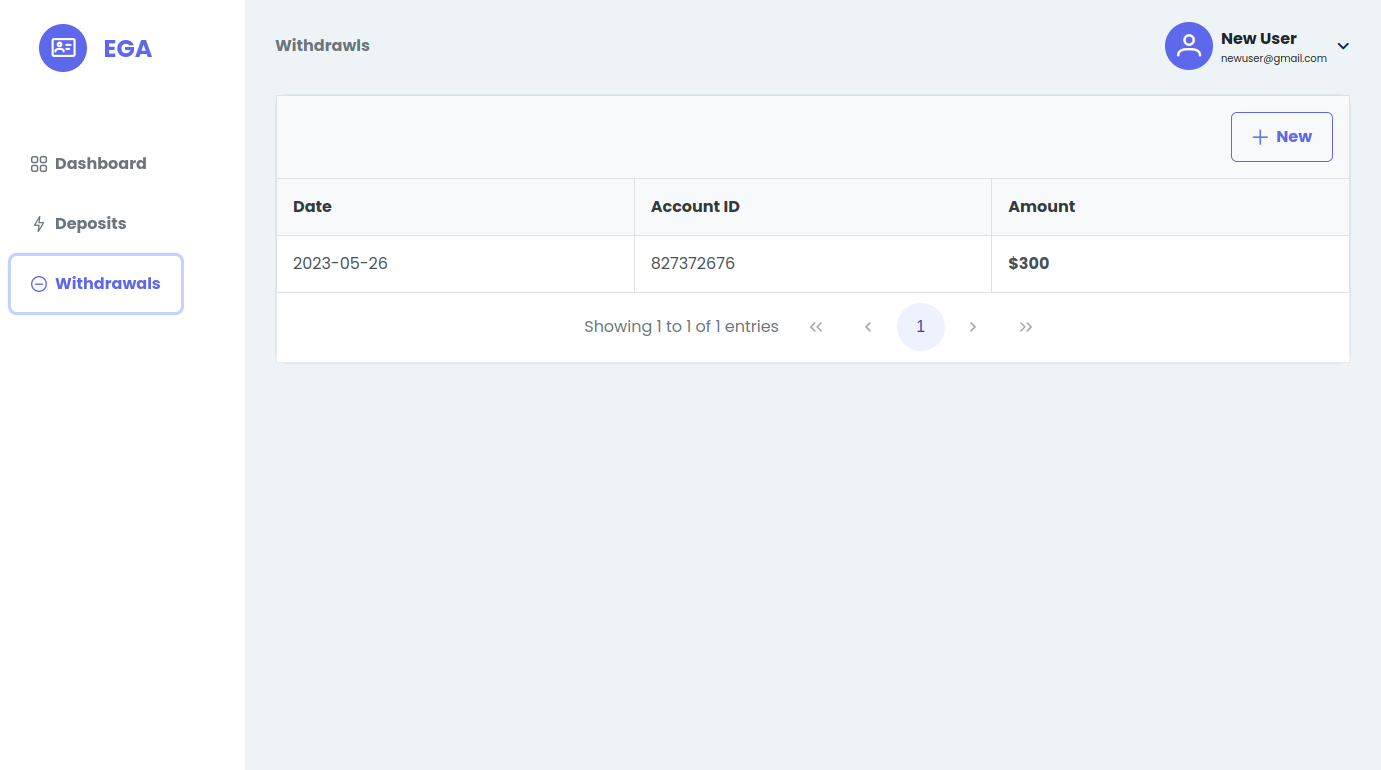 EGA
Dashboard
Deposits
Withdrawals
Withdrawls
New User
newuser@gmail.com
New
Date Account ID Amount
2023-05-26 827372676 $300
Showing 1 to 1 of 1 entries 1